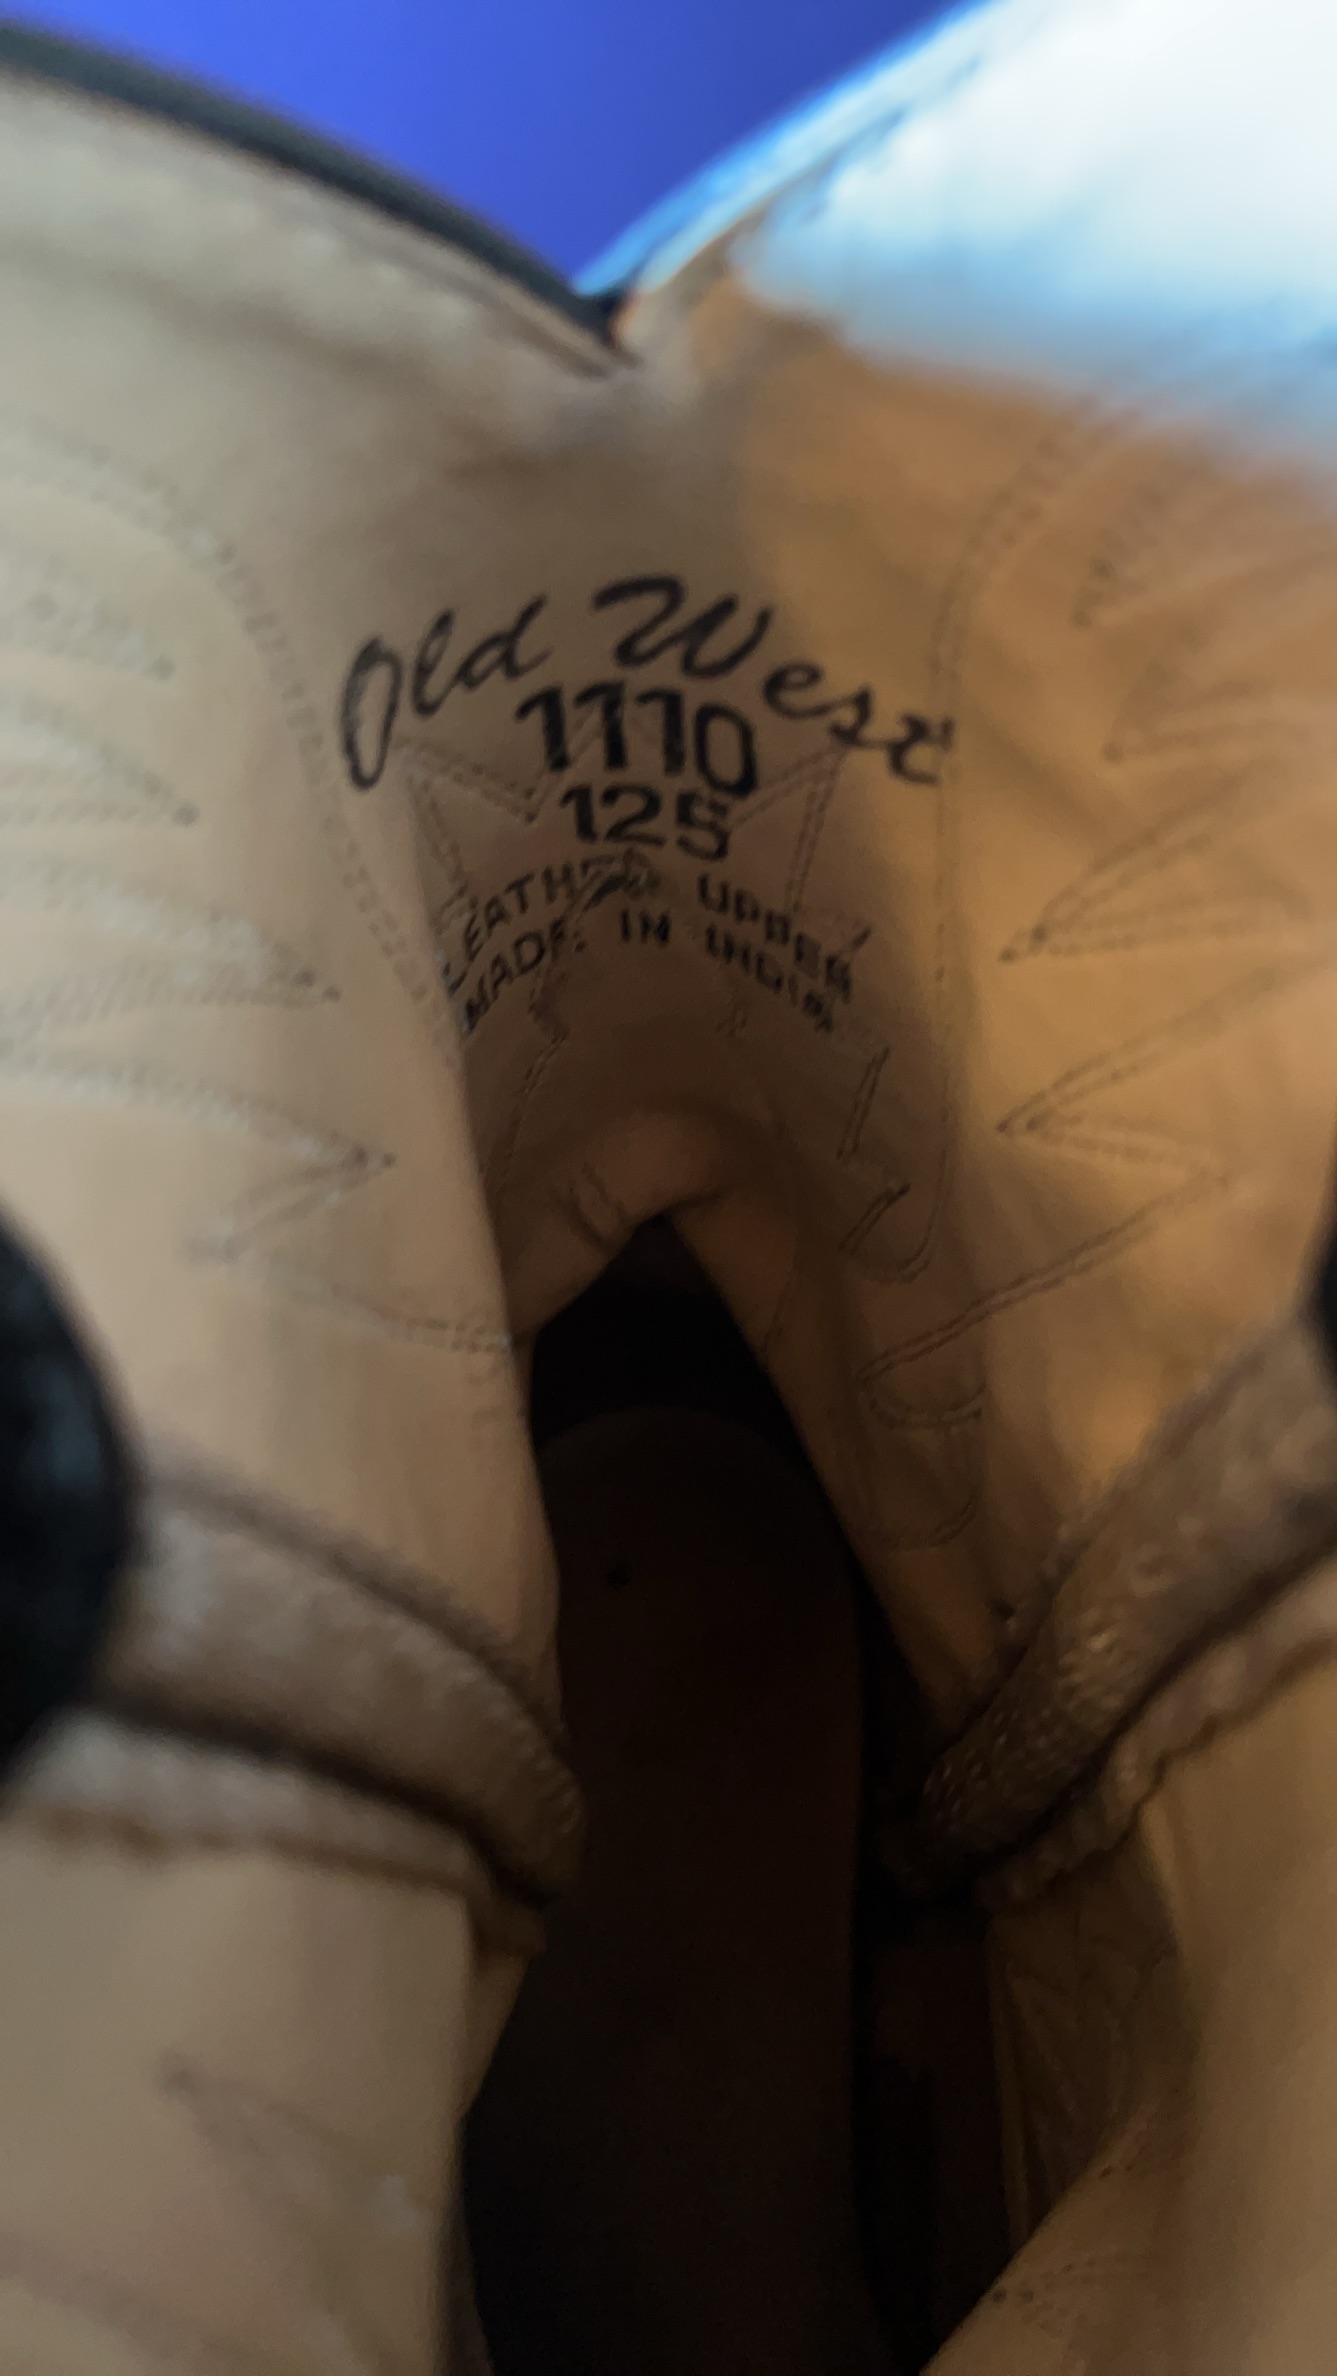 Old West
1110
125
LEATHER UPPER
MADE IN INDIA